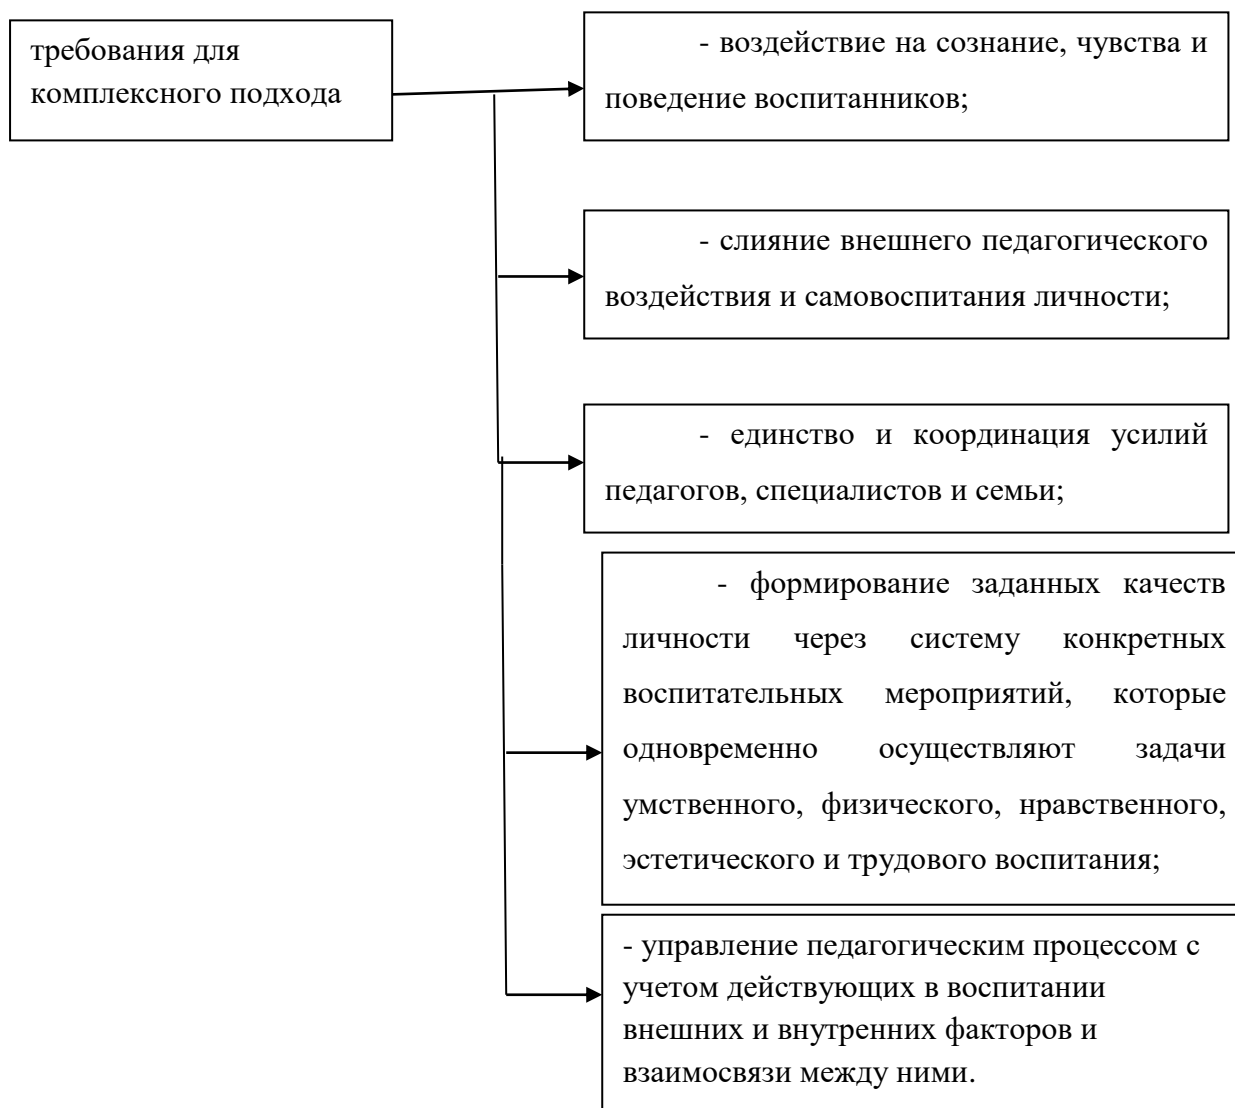 требования для
комплексного подхода
- воздействие на сознание, чувства и
поведение воспитанников;
- слияние внешнего педагогического
воздействия и самовоспитания личности;
- единство и координация усилий
педагогов, специалистов и семьи;
- формирование заданных качеств
личности через систему конкретных
воспитательных мероприятий, которые
одновременно осуществляют задачи
умственного, физического, нравственного,
эстетического и трудового воспитания;
- управление педагогическим процессом с
учетом действующих в воспитании
внешних и внутренних факторов и
взаимосвязи между ними.